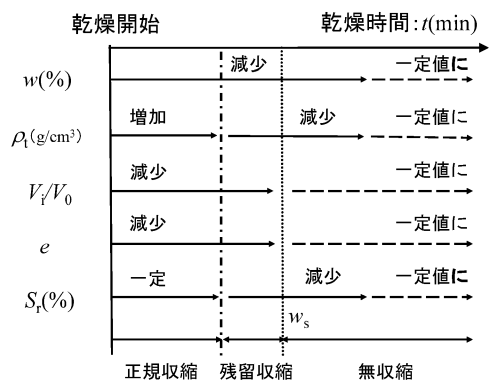 乾燥開始 乾燥時間:t(min)
w(%) 減少 一定値に
ρt(g/cm³) 増加 減少 一定値に
Vi/V0 減少 一定値に
e 減少 一定値に
Sr(%) 一定 減少 一定値に
ws
正規収縮 残留収縮 無収縮